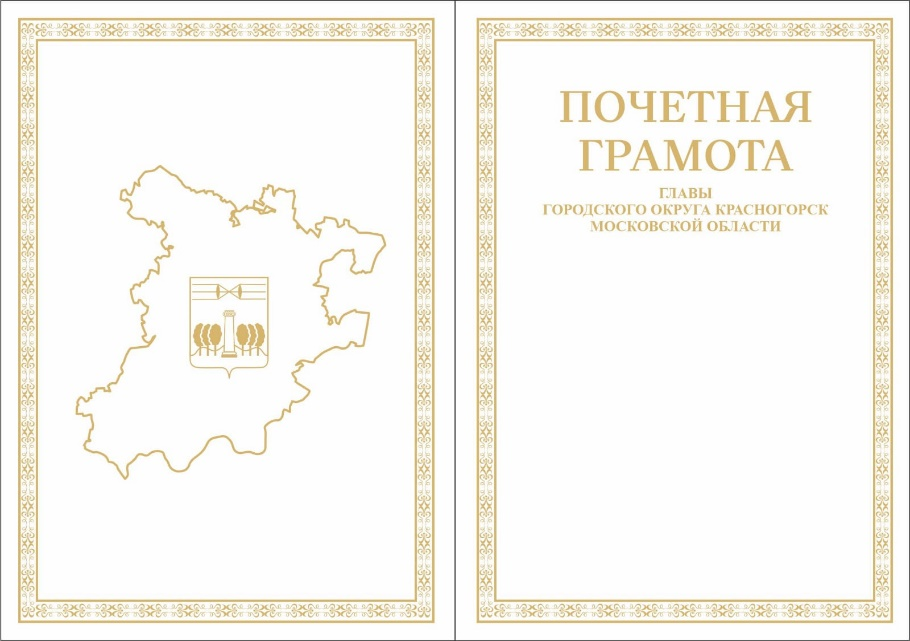 ПОЧЕТНАЯ
ГРАМОТА
ГЛАВЫ
ГОРОДСКОГО ОКРУГА КРАСНОГОРСК
МОСКОВСКОЙ ОБЛАСТИ